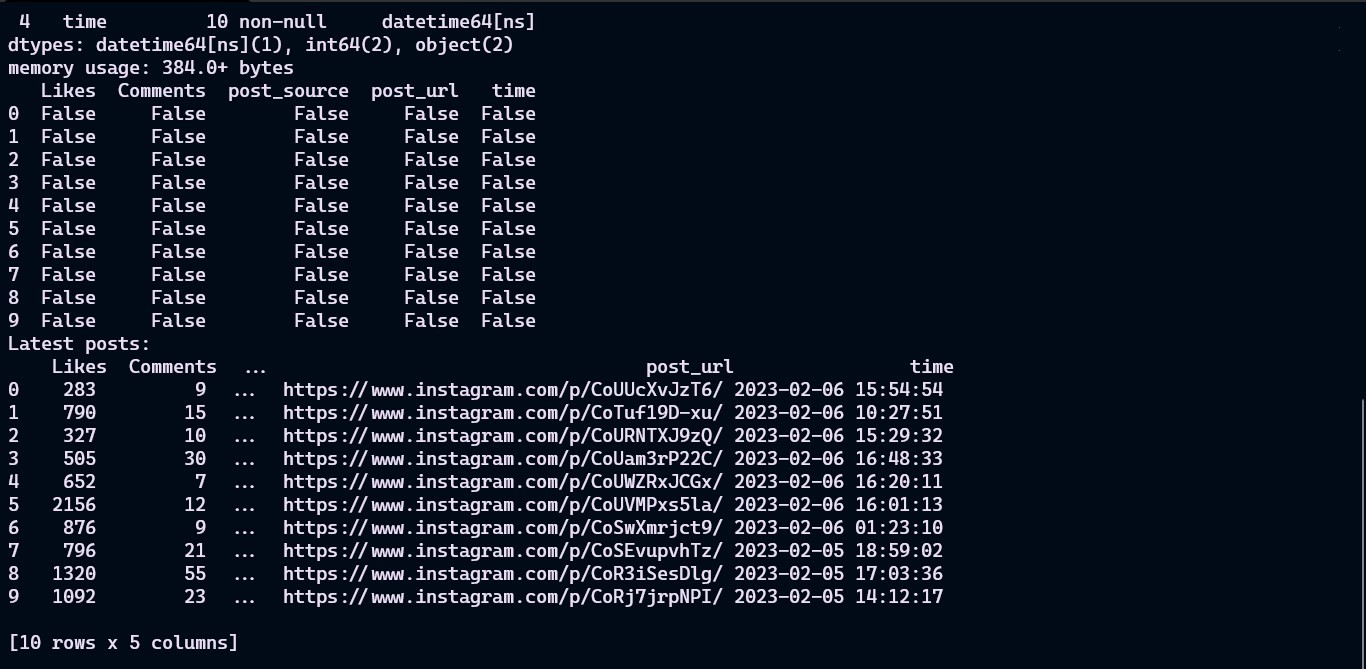 4   time         10 non-null     datetime64[ns]
dtypes: datetime64[ns](1), int64(2), object(2)
memory usage: 384.0+ bytes
   Likes  Comments  post_source  post_url   time
0  False     False        False     False  False
1  False     False        False     False  False
2  False     False        False     False  False
3  False     False        False     False  False
4  False     False        False     False  False
5  False     False        False     False  False
6  False     False        False     False  False
7  False     False        False     False  False
8  False     False        False     False  False
9  False     False        False     False  False
Latest posts:
    Likes  Comments  ...                                  post_url                time
0    283         9  ...  https://www.instagram.com/p/CoUUcXvJzT6/ 2023-02-06 15:54:54
1    790        15  ...  https://www.instagram.com/p/CoTuf19D-xu/ 2023-02-06 10:27:51
2    327        10  ...  https://www.instagram.com/p/CoURNTXJ9zQ/ 2023-02-06 15:29:32
3    505        30  ...  https://www.instagram.com/p/CoUam3rP22C/ 2023-02-06 16:48:33
4    652         7  ...  https://www.instagram.com/p/CoUWZRxJCGx/ 2023-02-06 16:20:11
5   2156        12  ...  https://www.instagram.com/p/CoUVMPxs5la/ 2023-02-06 16:01:13
6    876         9  ...  https://www.instagram.com/p/CoSwXmrjct9/ 2023-02-06 01:23:10
7    796        21  ...  https://www.instagram.com/p/CoSEvupvhTz/ 2023-02-05 18:59:02
8   1320        55  ...  https://www.instagram.com/p/CoR3iSesDlg/ 2023-02-05 17:03:36
9   1092        23  ...  https://www.instagram.com/p/CoRj7jrpNPI/ 2023-02-05 14:12:17
[10 rows x 5 columns]